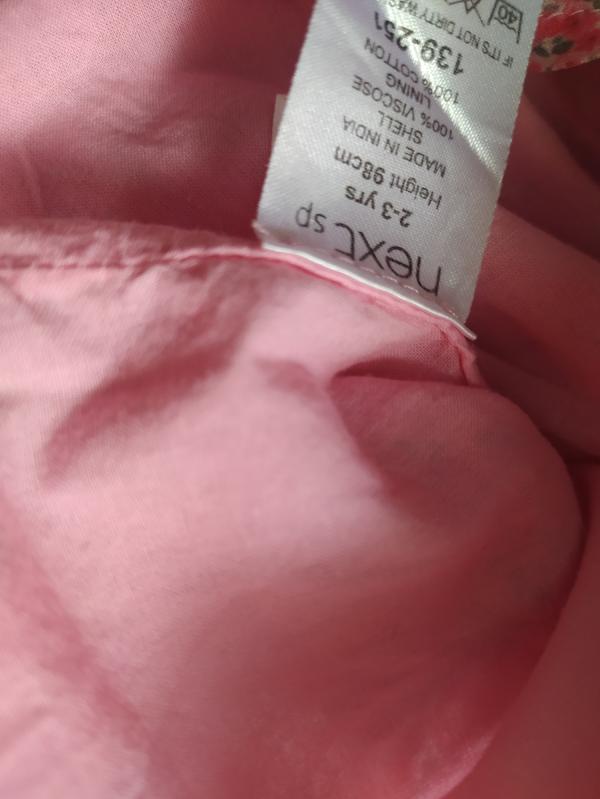 next sp
2-3 yrs
Height 98cm
MADE IN INDIA
SHELL
100% VISCOSE
LINING
100% COTTON
139-251
IF IT'S NOT DIRTY
40